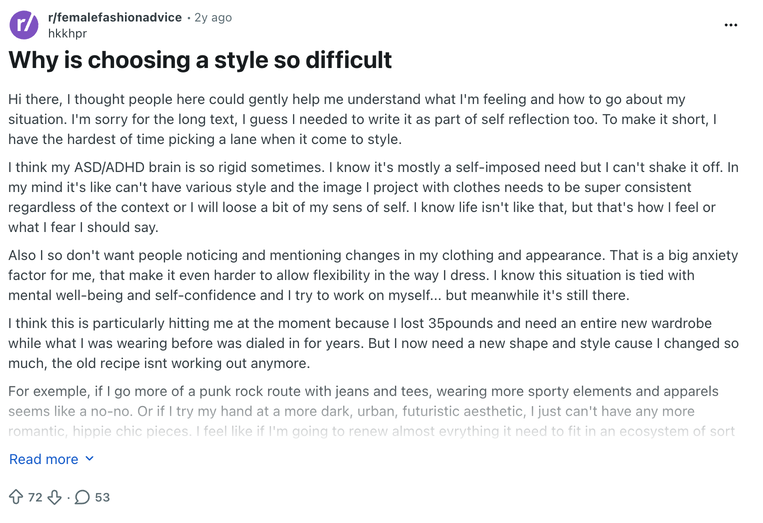 r/femalefashionadvice • 2y ago
hkkhpr
Why is choosing a style so difficult
Hi there, I thought people here could gently help me understand what I'm feeling and how to go about my
situation. I'm sorry for the long text, I guess I needed to write it as part of self reflection too. To make it short, I
have the hardest of time picking a lane when it come to style.
I think my ASD/ADHD brain is so rigid sometimes. I know it's mostly a self-imposed need but I can't shake it off. In
my mind it's like can't have various style and the image I project with clothes needs to be super consistent
regardless of the context or I will loose a bit of my sens of self. I know life isn't like that, but that's how I feel or
what I fear I should say.
Also I so don't want people noticing and mentioning changes in my clothing and appearance. That is a big anxiety
factor for me, that make it even harder to allow flexibility in the way I dress. I know this situation is tied with
mental well-being and self-confidence and I try to work on myself... but meanwhile it's still there.
I think this is particularly hitting me at the moment because I lost 35pounds and need an entire new wardrobe
while what I was wearing before was dialed in for years. But I now need a new shape and style cause I changed so
much, the old recipe isnt working out anymore.
For exemple, if I go more of a punk rock route with jeans and tees, wearing more sporty elements and apparels
seems like a no-no. Or if I try my hand at a more dark, urban, futuristic aesthetic, I just can't have any more
romantic, hippie chic pieces. I feel like if I'm going to renew almost evrything it need to fit in an ecosystem of sort
Read more
72 · 53